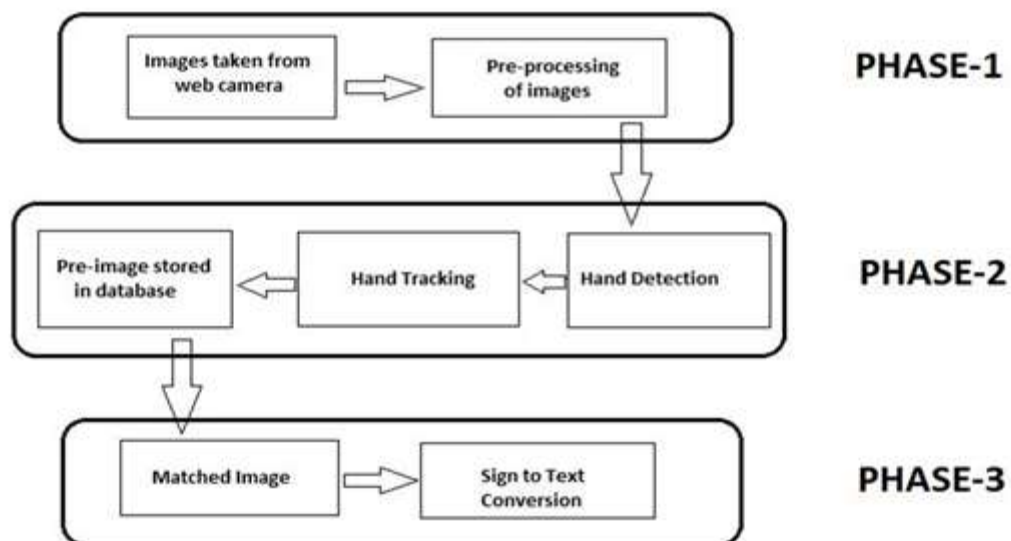 Images taken from
web camera
Pre-processing
of images
PHASE-1
Pre-image stored
in database
Hand Tracking
Hand Detection
PHASE-2
Matched Image
Sign to Text
Conversion
PHASE-3